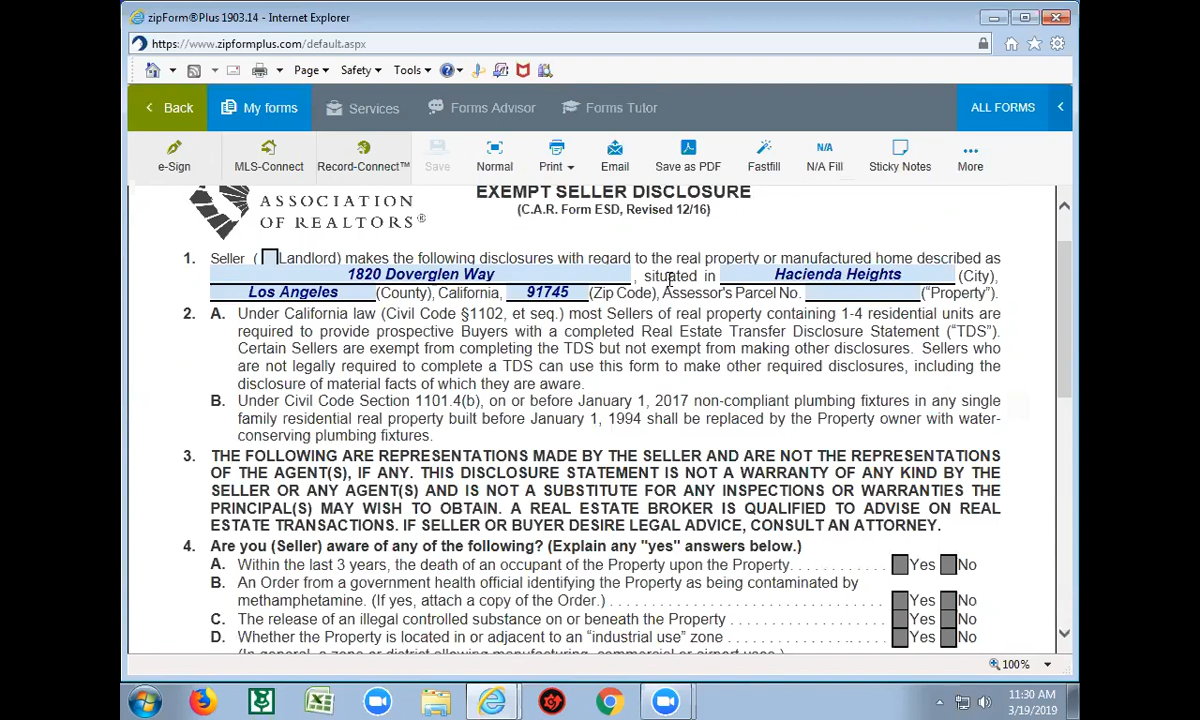 zipForm®Plus 1903.14 - Internet Explorer
https://www.zipformplus.com/default.aspx
Page Safety Tools
Back My forms Services Forms Advisor Forms Tutor ALL FORMS
e-Sign MLS-Connect Record-Connect™ Save Normal Print Email Save as PDF Fastfill N/A N/A Fill Sticky Notes More
ASSOCIATION
OF REALTORS®
EXEMPT SELLER DISCLOSURE
(C.A.R. Form ESD, Revised 12/16)
1. Seller ( Landlord) makes the following disclosures with regard to the real property or manufactured home described as
1820 Doverglen Way , situated in Hacienda Heights (City),
Los Angeles (County), California, 91745 (Zip Code), Assessor's Parcel No. ("Property").
2. A. Under California law (Civil Code §1102, et seq.) most Sellers of real property containing 1-4 residential units are
required to provide prospective Buyers with a completed Real Estate Transfer Disclosure Statement ("TDS").
Certain Sellers are exempt from completing the TDS but not exempt from making other disclosures. Sellers who
are not legally required to complete a TDS can use this form to make other required disclosures, including the
disclosure of material facts of which they are aware.
B. Under Civil Code Section 1101.4(b), on or before January 1, 2017 non-compliant plumbing fixtures in any single
family residential real property built before January 1, 1994 shall be replaced by the Property owner with water-
conserving plumbing fixtures.
3. THE FOLLOWING ARE REPRESENTATIONS MADE BY THE SELLER AND ARE NOT THE REPRESENTATIONS
OF THE AGENT(S), IF ANY. THIS DISCLOSURE STATEMENT IS NOT A WARRANTY OF ANY KIND BY THE
SELLER OR ANY AGENT(S) AND IS NOT A SUBSTITUTE FOR ANY INSPECTIONS OR WARRANTIES THE
PRINCIPAL(S) MAY WISH TO OBTAIN. A REAL ESTATE BROKER IS QUALIFIED TO ADVISE ON REAL
ESTATE TRANSACTIONS. IF SELLER OR BUYER DESIRE LEGAL ADVICE, CONSULT AN ATTORNEY.
4. Are you (Seller) aware of any of the following? (Explain any "yes" answers below.)
A. Within the last 3 years, the death of an occupant of the Property upon the Property. . . . . . . . . . . Yes No
B. An Order from a government health official identifying the Property as being contaminated by
methamphetamine. (If yes, attach a copy of the Order.) . . . . . . . . . . . . . . . . . . . . . . . . . . . . . . Yes No
C. The release of an illegal controlled substance on or beneath the Property . . . . . . . . . . . . . . . . . Yes No
D. Whether the Property is located in or adjacent to an "industrial use" zone . . . . . . . . . . . . . . . . . Yes No
(In general, a zone or district allowing manufacturing, commercial or airport uses.)
100%
11:30 AM
3/19/2019